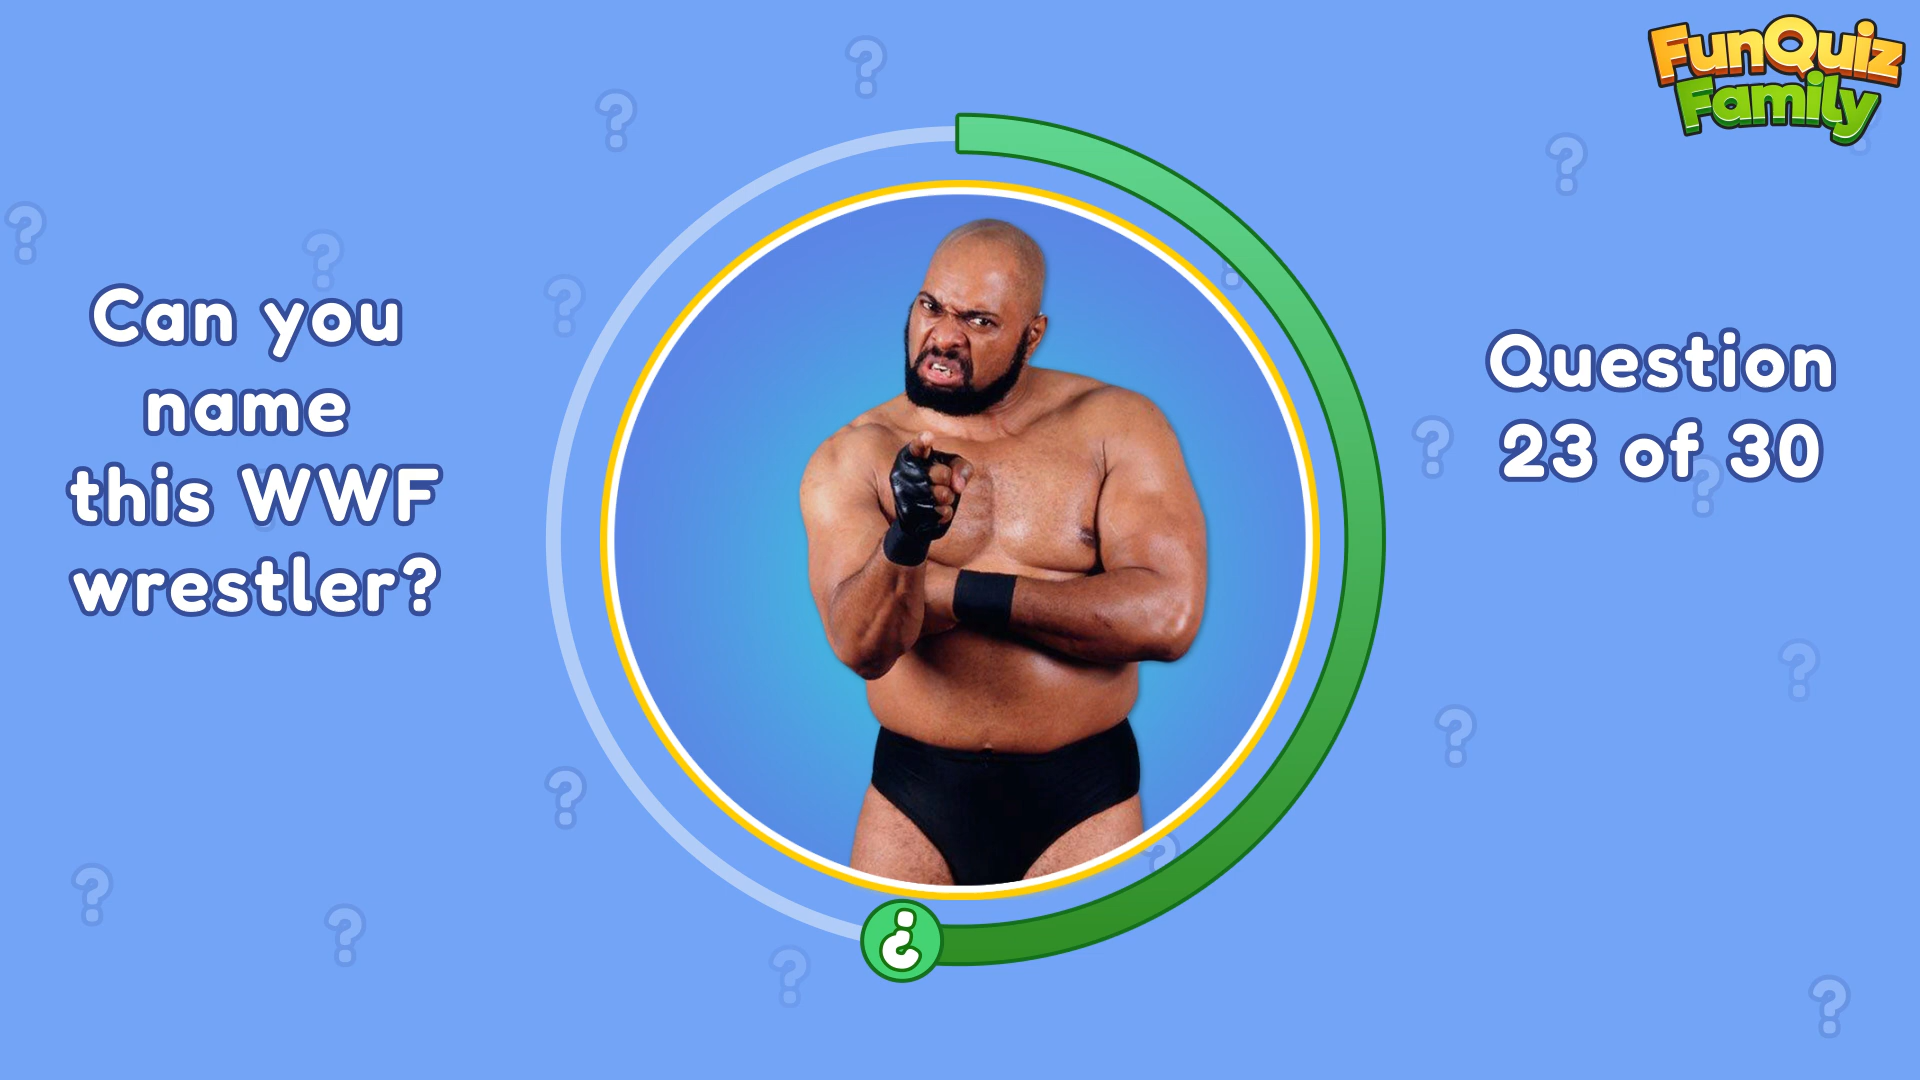 FunQuiz
Family
Can you
name
this WWF
wrestler?
Question
23 of 30